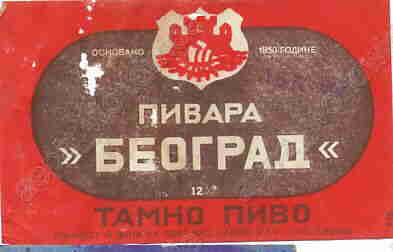 ОСНОВАНО 1850 ГОДИНЕ
ПИВАРА
» БЕОГРАД «
12
ТАМНО ПИВО